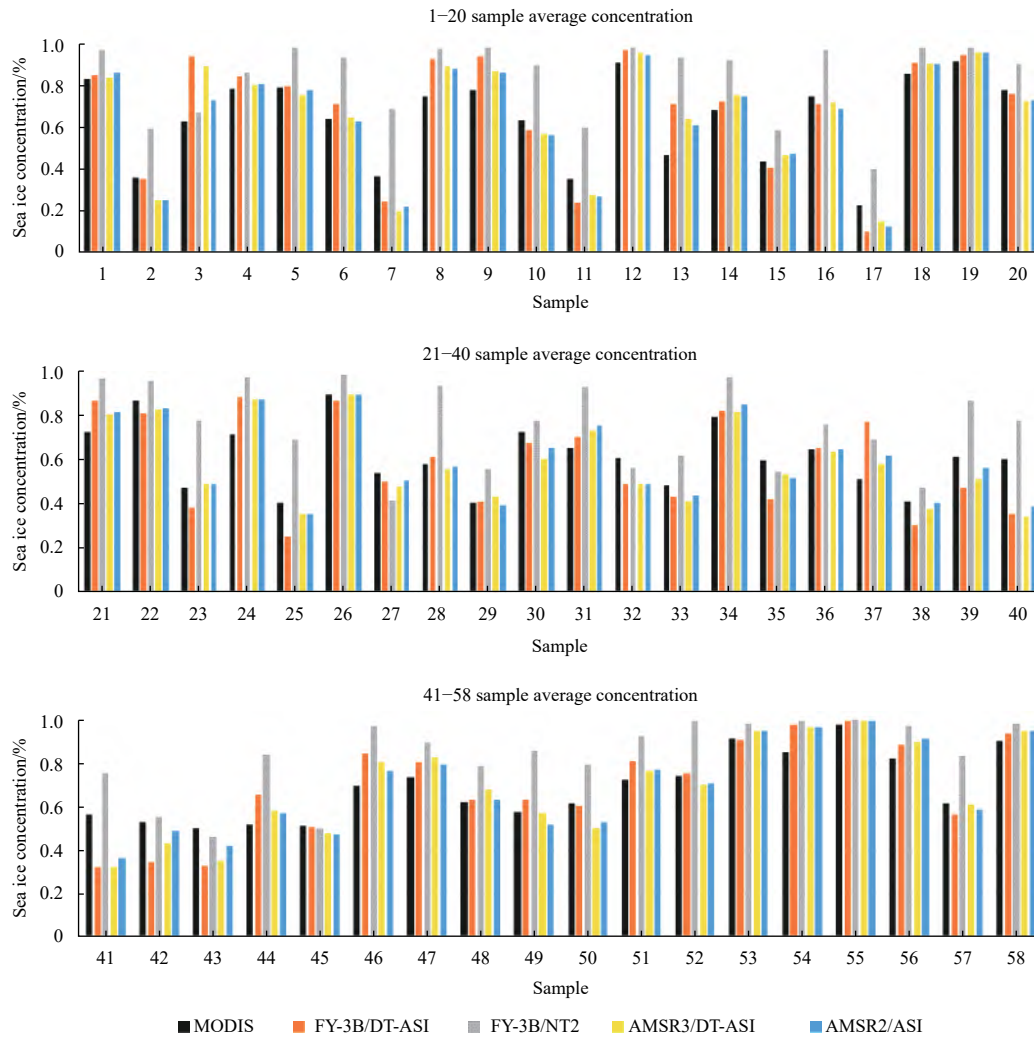 1−20 sample average concentration
Sea ice concentration/%
1.0
0.8
0.6
0.4
0.2
0
1 2 3 4 5 6 7 8 9 10 11 12 13 14 15 16 17 18 19 20
Sample
21−40 sample average concentration
Sea ice concentration/%
1.0
0.8
0.6
0.4
0.2
0
21 22 23 24 25 26 27 28 29 30 31 32 33 34 35 36 37 38 39 40
Sample
41−58 sample average concentration
Sea ice concentration/%
1.0
0.8
0.6
0.4
0.2
0
41 42 43 44 45 46 47 48 49 50 51 52 53 54 55 56 57 58
Sample
MODIS FY-3B/DT-ASI FY-3B/NT2 AMSR3/DT-ASI AMSR2/ASI